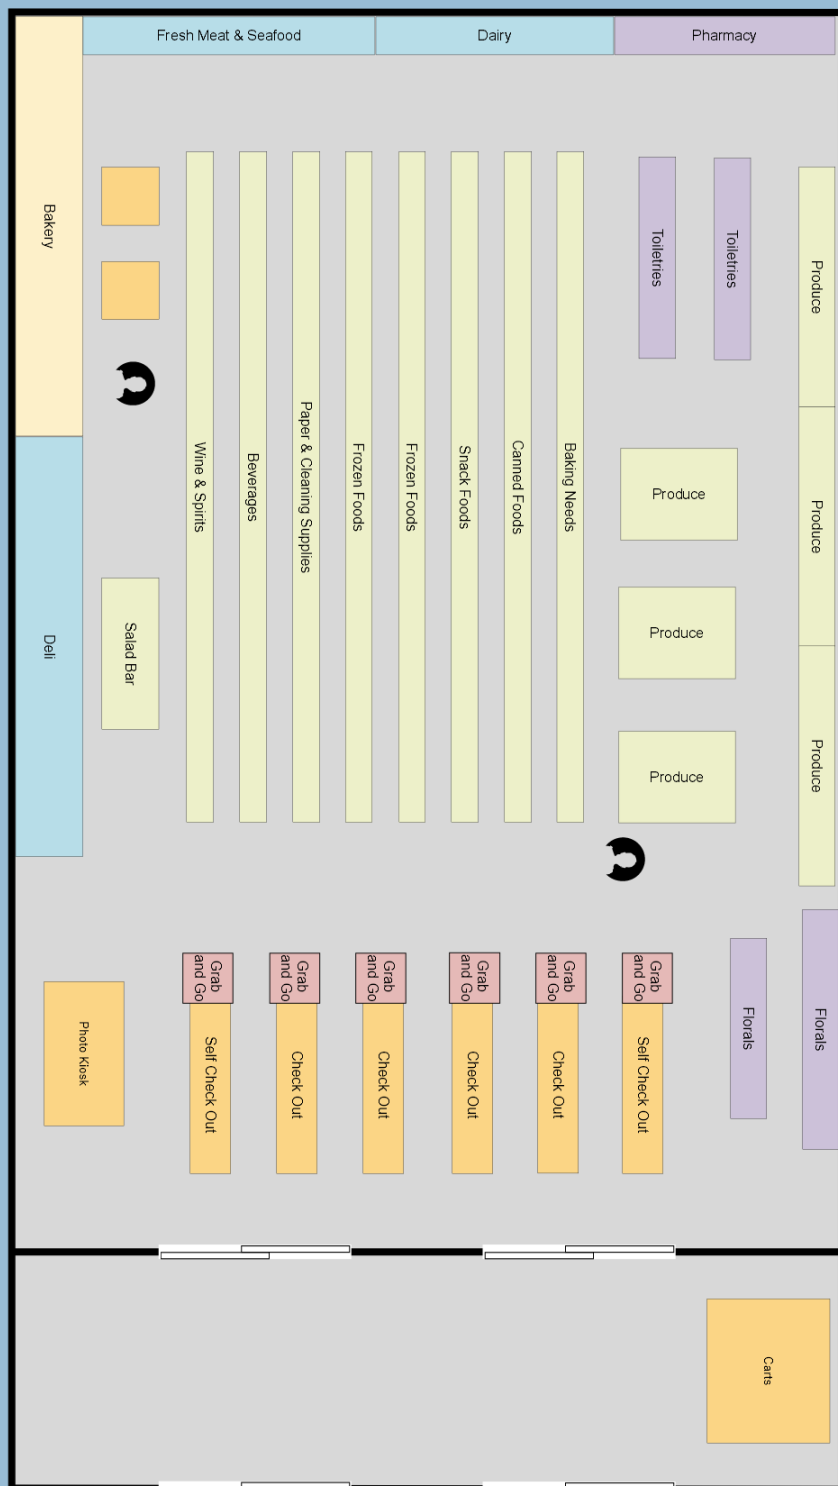 Fresh Meat & Seafood
Dairy
Pharmacy
Bakery
Toiletries
Toiletries
Produce
Wine & Spirits
Beverages
Paper & Cleaning Supplies
Frozen Foods
Frozen Foods
Snack Foods
Canned Foods
Baking Needs
Produce
Produce
Deli
Salad Bar
Produce
Produce
Produce
Grab
and Go
Grab
and Go
Grab
and Go
Grab
and Go
Grab
and Go
Grab
and Go
Photo Kiosk
Self Check Out
Check Out
Check Out
Check Out
Check Out
Self Check Out
Florals
Florals
Carts